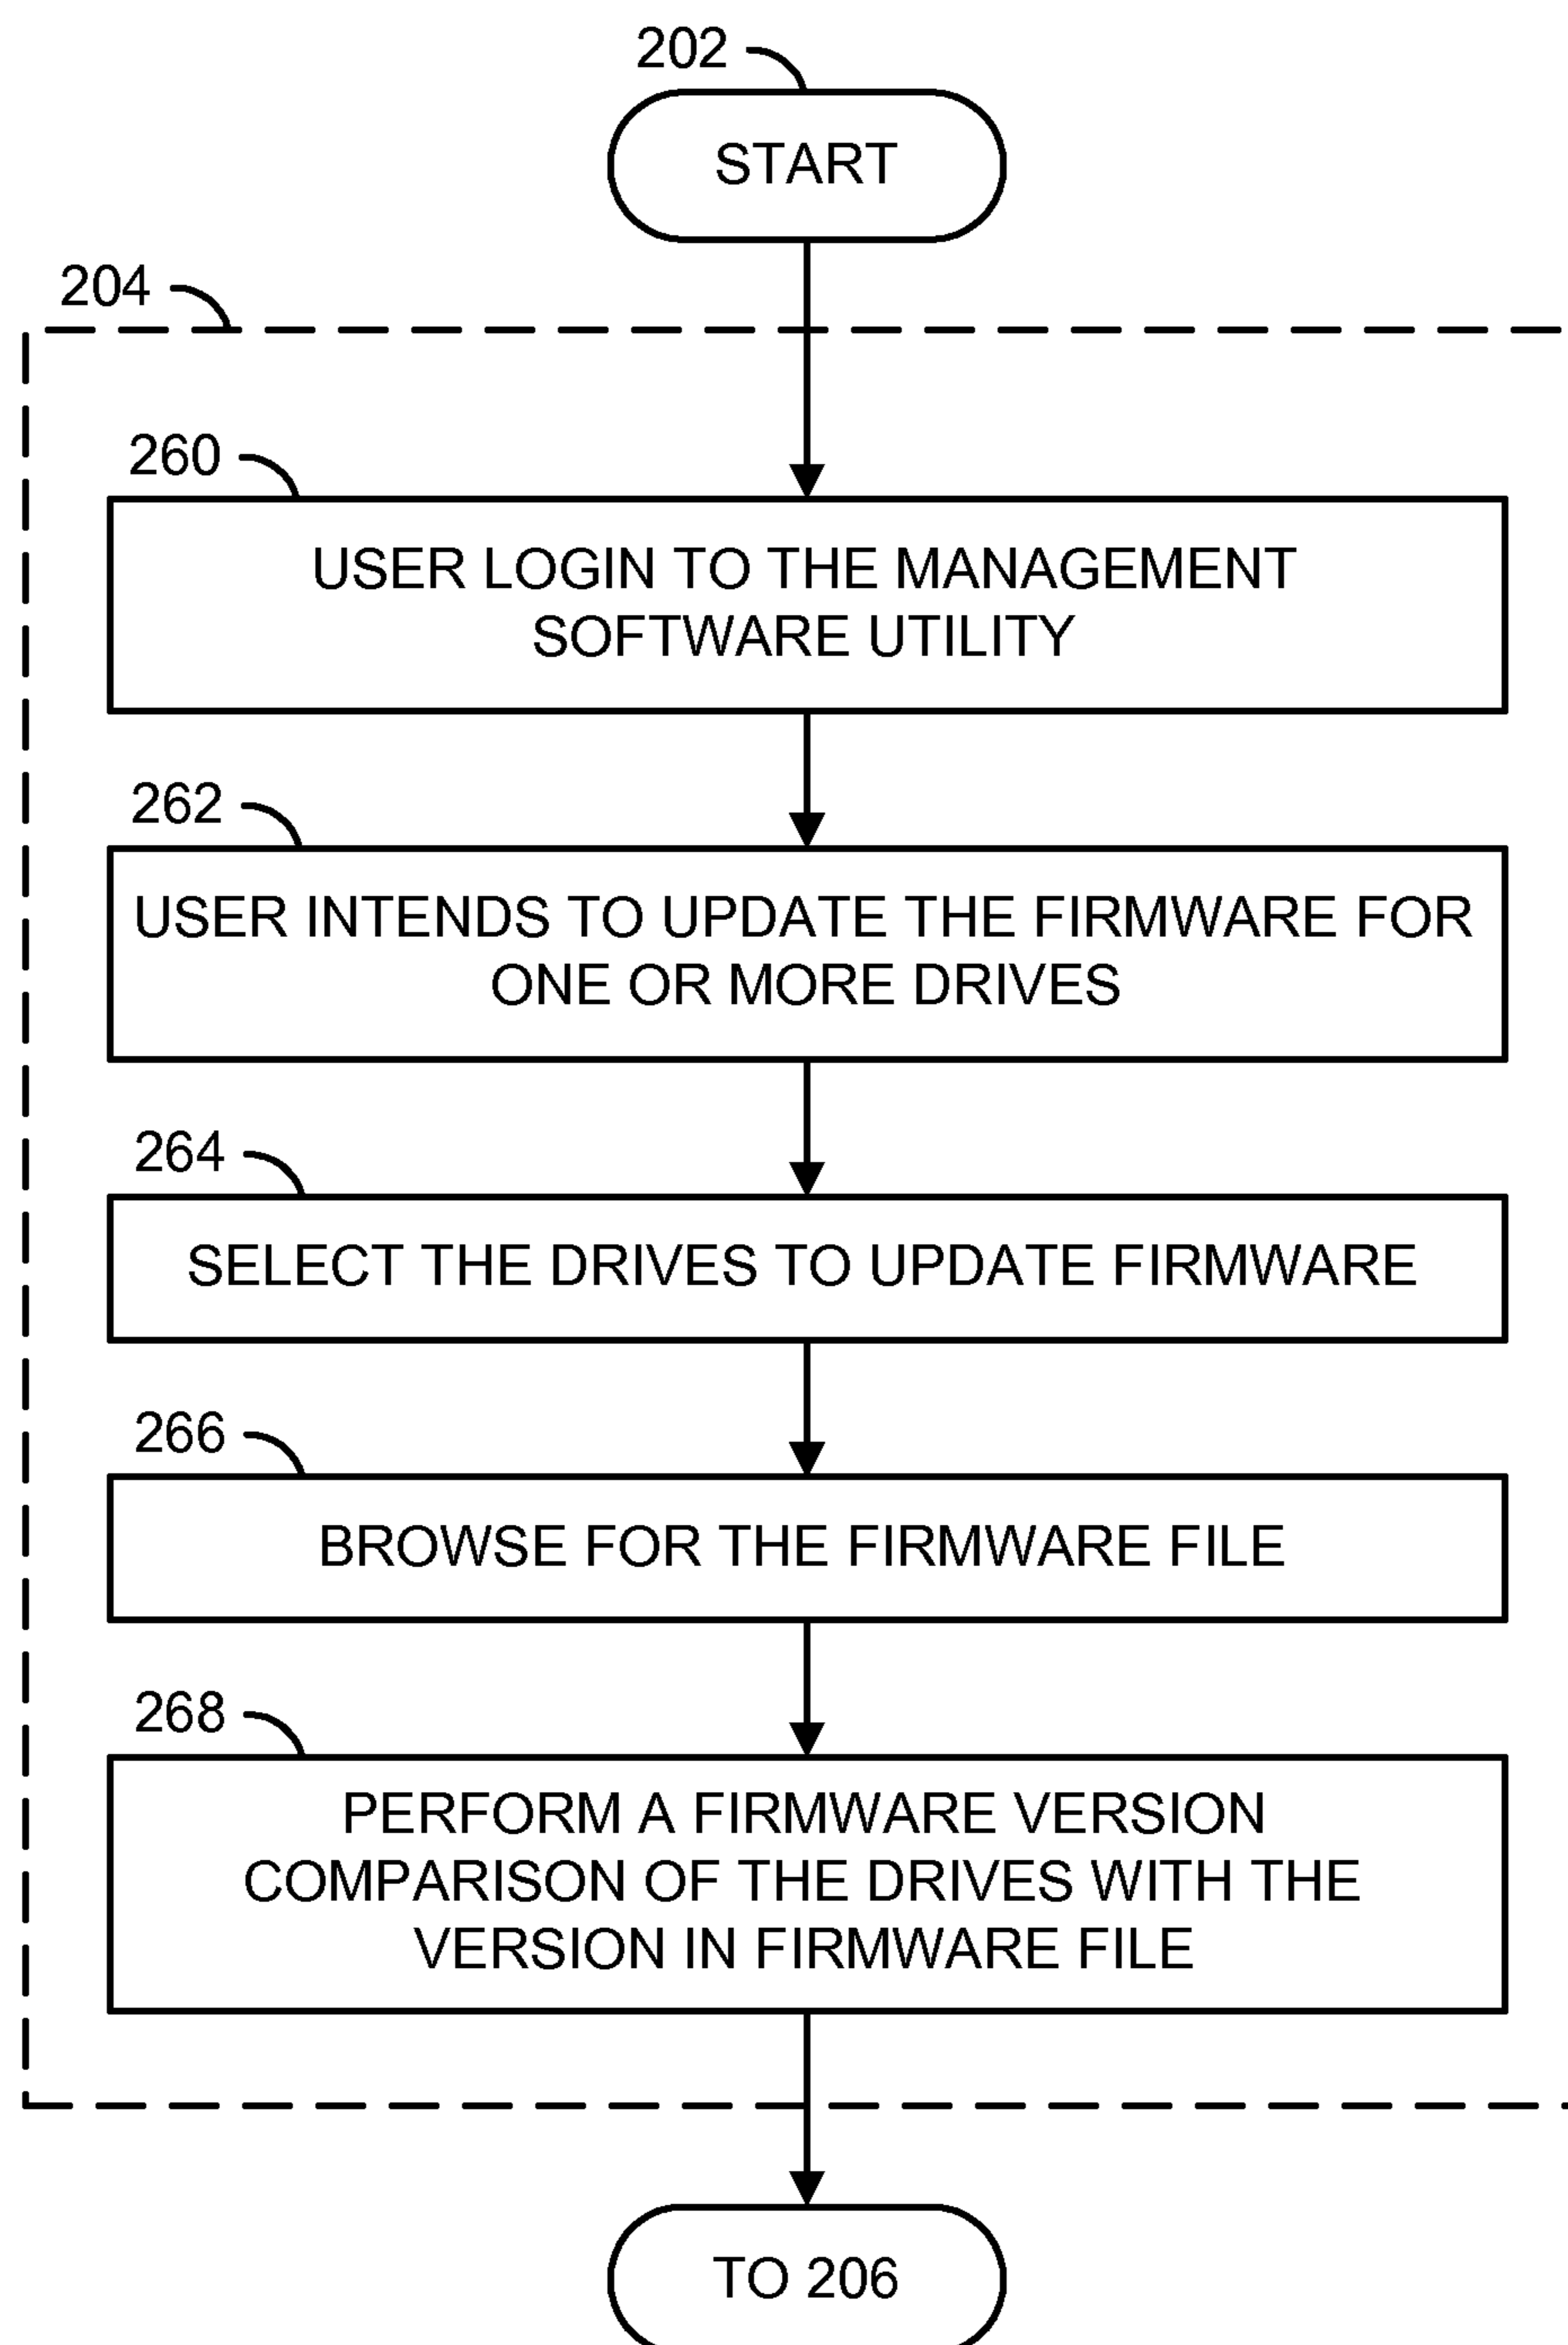 202
START
204
260
USER LOGIN TO THE MANAGEMENT
SOFTWARE UTILITY
262
USER INTENDS TO UPDATE THE FIRMWARE FOR
ONE OR MORE DRIVES
264
SELECT THE DRIVES TO UPDATE FIRMWARE
266
BROWSE FOR THE FIRMWARE FILE
268
PERFORM A FIRMWARE VERSION
COMPARISON OF THE DRIVES WITH THE
VERSION IN FIRMWARE FILE
TO 206